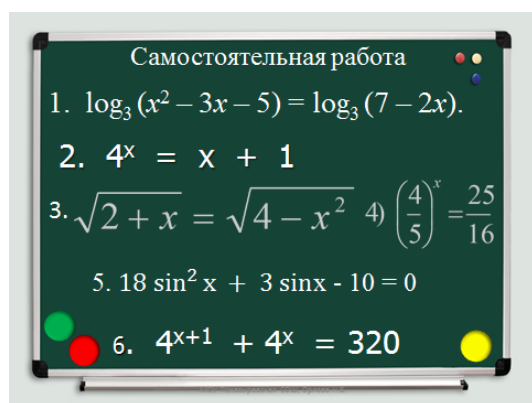 Самостоятельная работа
1. log₃ (x² – 3x – 5) = log₃ (7 – 2x).
2. 4ˣ = x + 1
3. √(2 + x) = √(4 – x²) 4) (4/5)ˣ = 25/16
5. 18 sin² x + 3 sinx - 10 = 0
6. 4ˣ⁺¹ + 4ˣ = 320